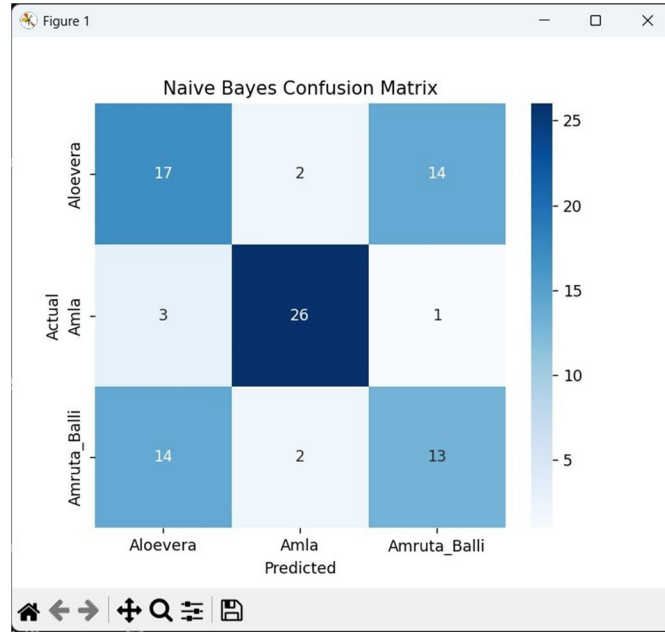 Figure 1
Naive Bayes Confusion Matrix
Aloevera
17 2 14
Actual
Amla
3 26 1
Amruta_Balli
14 2 13
Aloevera Amla Amruta_Balli
Predicted
25
20
15
10
5